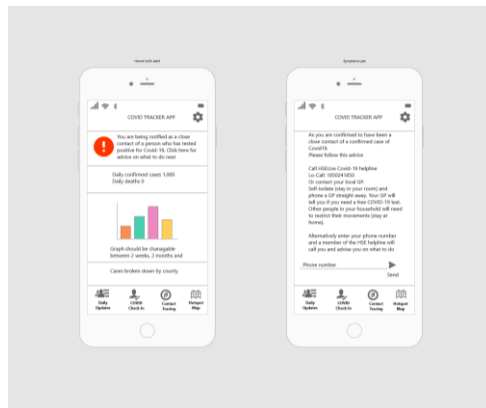 Home/with alert
COVID TRACKER APP
You are being notified as a close
contact of a person who has tested
positive for Covid-19. Click here for
advice on what to do next
Daily confirmed cases 1,000
Daily deaths 0
Graph should be changable
between 2 weeks, 2 months and
Cases broken down by county
Daily
Updates
COVID
Check-In
Contact
Tracing
Hotspot
Map
Symptoms yes
COVID TRACKER APP
As you are confirmed to have been a
close contact of a confirmed case of
Covid19.
Please follow this advice
Call HSELive Covid-19 helpline
Lo-Call: 1850241850
Or contact your local GP.
Self-isolate (stay in your room) and
phone a GP straight away. Your GP will
tell you if you need a free COVID-19 test.
Other people in your household will need
to restrict their movements (stay at
home).
Alternatively enter your phone number
and a member of the HSE helpline will
call you and advise you on what to do
Phone number
Send
Daily
Updates
COVID
Check-In
Contact
Tracing
Hotspot
Map